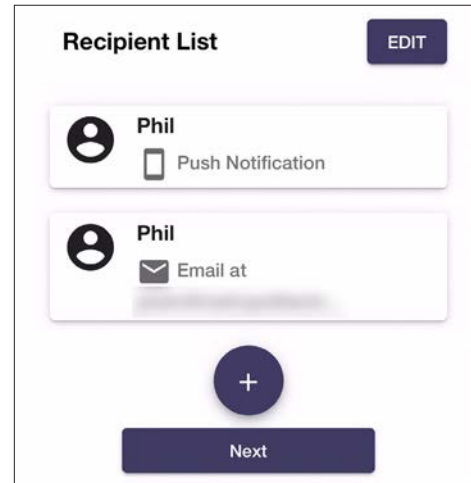 Recipient List
EDIT
Phil
Push Notification
Phil
Email at
+
Next